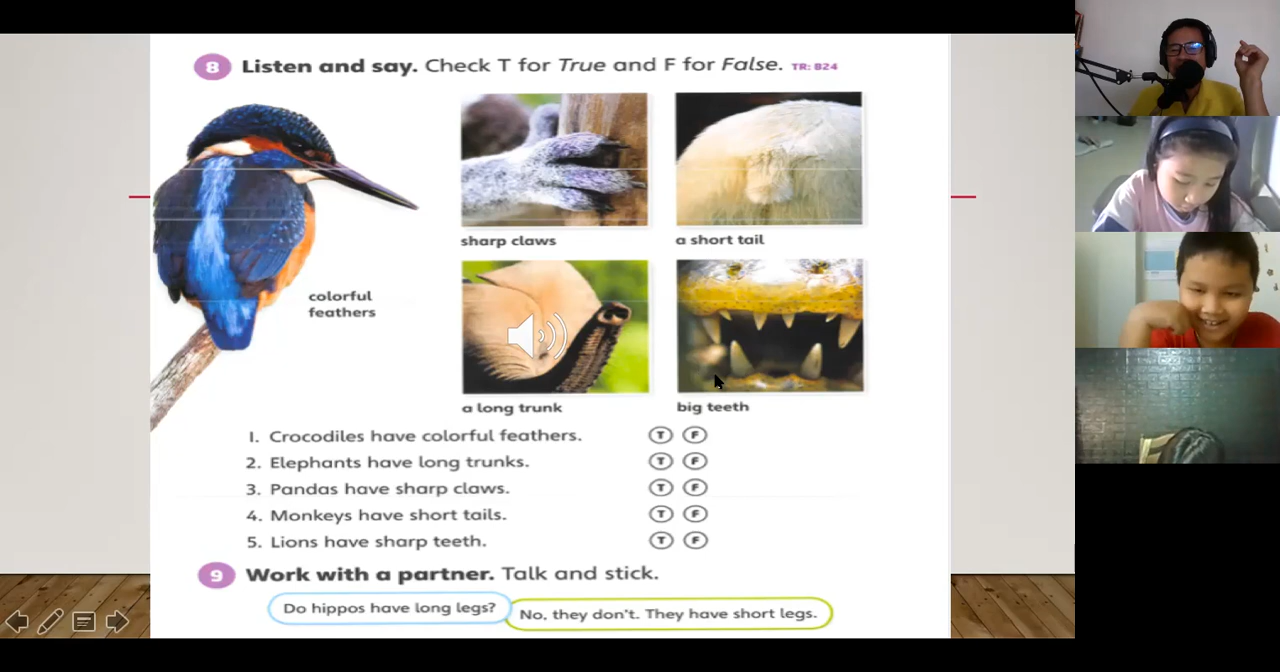 8 Listen and say. Check T for True and F for False. TR: B24
sharp claws
a short tail
colorful
feathers
a long trunk
big teeth
1. Crocodiles have colorful feathers. T F
2. Elephants have long trunks. T F
3. Pandas have sharp claws. T F
4. Monkeys have short tails. T F
5. Lions have sharp teeth. T F
9 Work with a partner. Talk and stick.
Do hippos have long legs?
No, they don't. They have short legs.